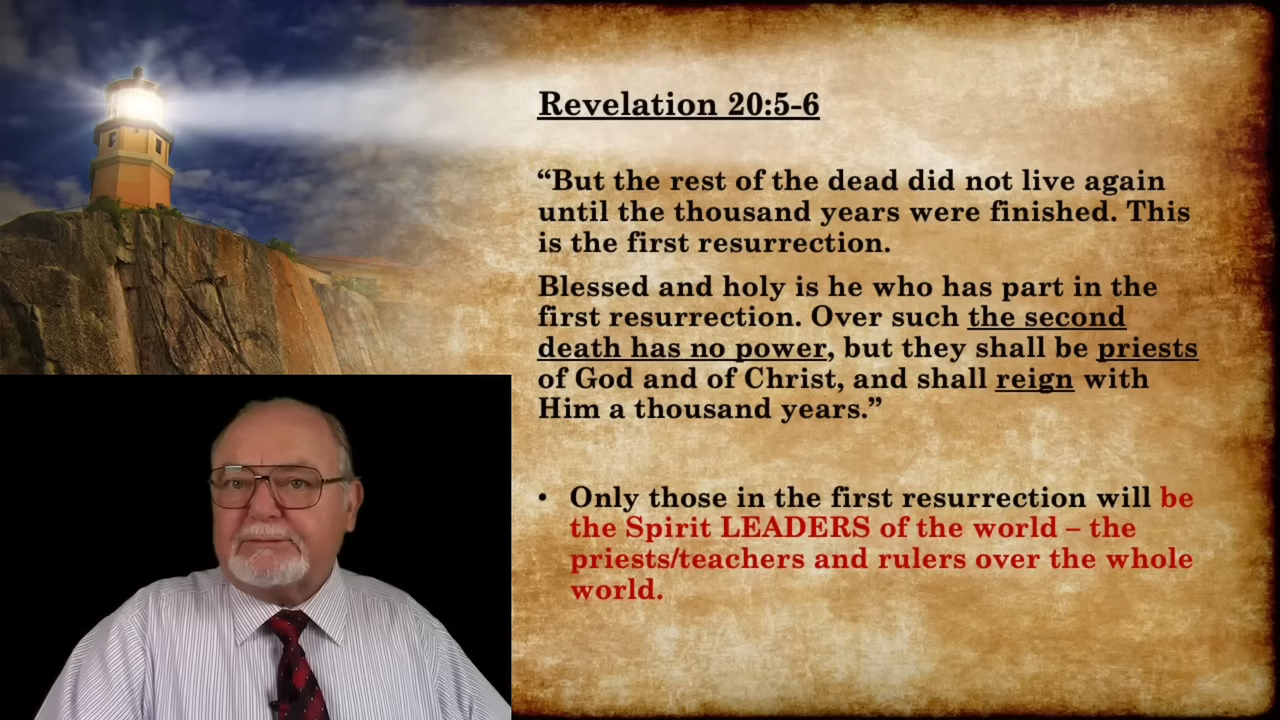 Revelation 20:5-6
“But the rest of the dead did not live again
until the thousand years were finished. This
is the first resurrection.
Blessed and holy is he who has part in the
first resurrection. Over such the second
death has no power, but they shall be priests
of God and of Christ, and shall reign with
Him a thousand years.”
• Only those in the first resurrection will be
the Spirit LEADERS of the world – the
priests/teachers and rulers over the whole
world.